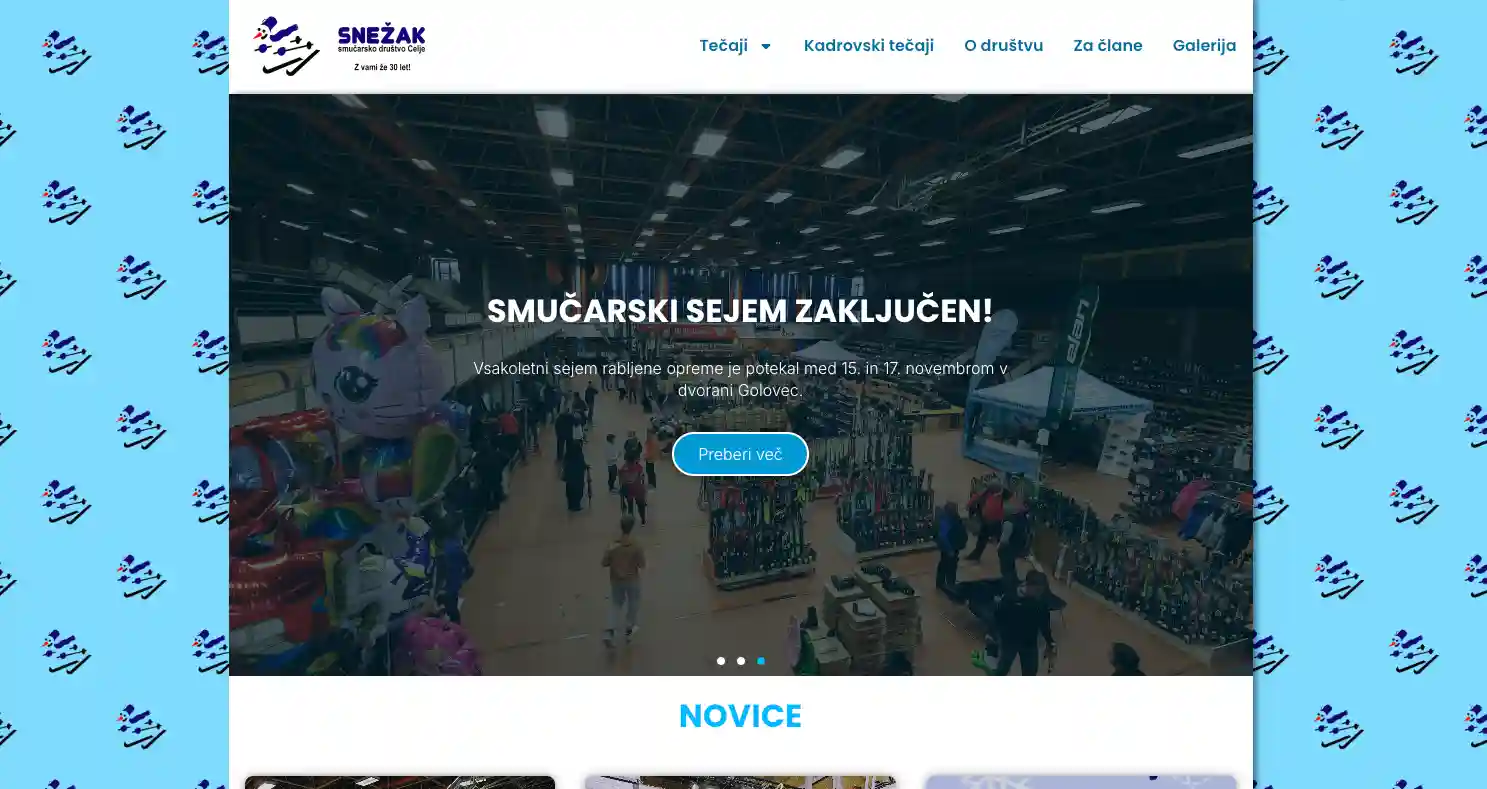 SNEŽAK
smučarsko društvo Celje
Z vami že 30 let!
Tečaji
Kadrovski tečaji
O društvu
Za člane
Galerija
SMUČARSKI SEJEM ZAKLJUČEN!
Vsakoletni sejem rabljene opreme je potekal med 15. in 17. novembrom v
dvorani Golovec.
Preberi več
elan
NOVICE